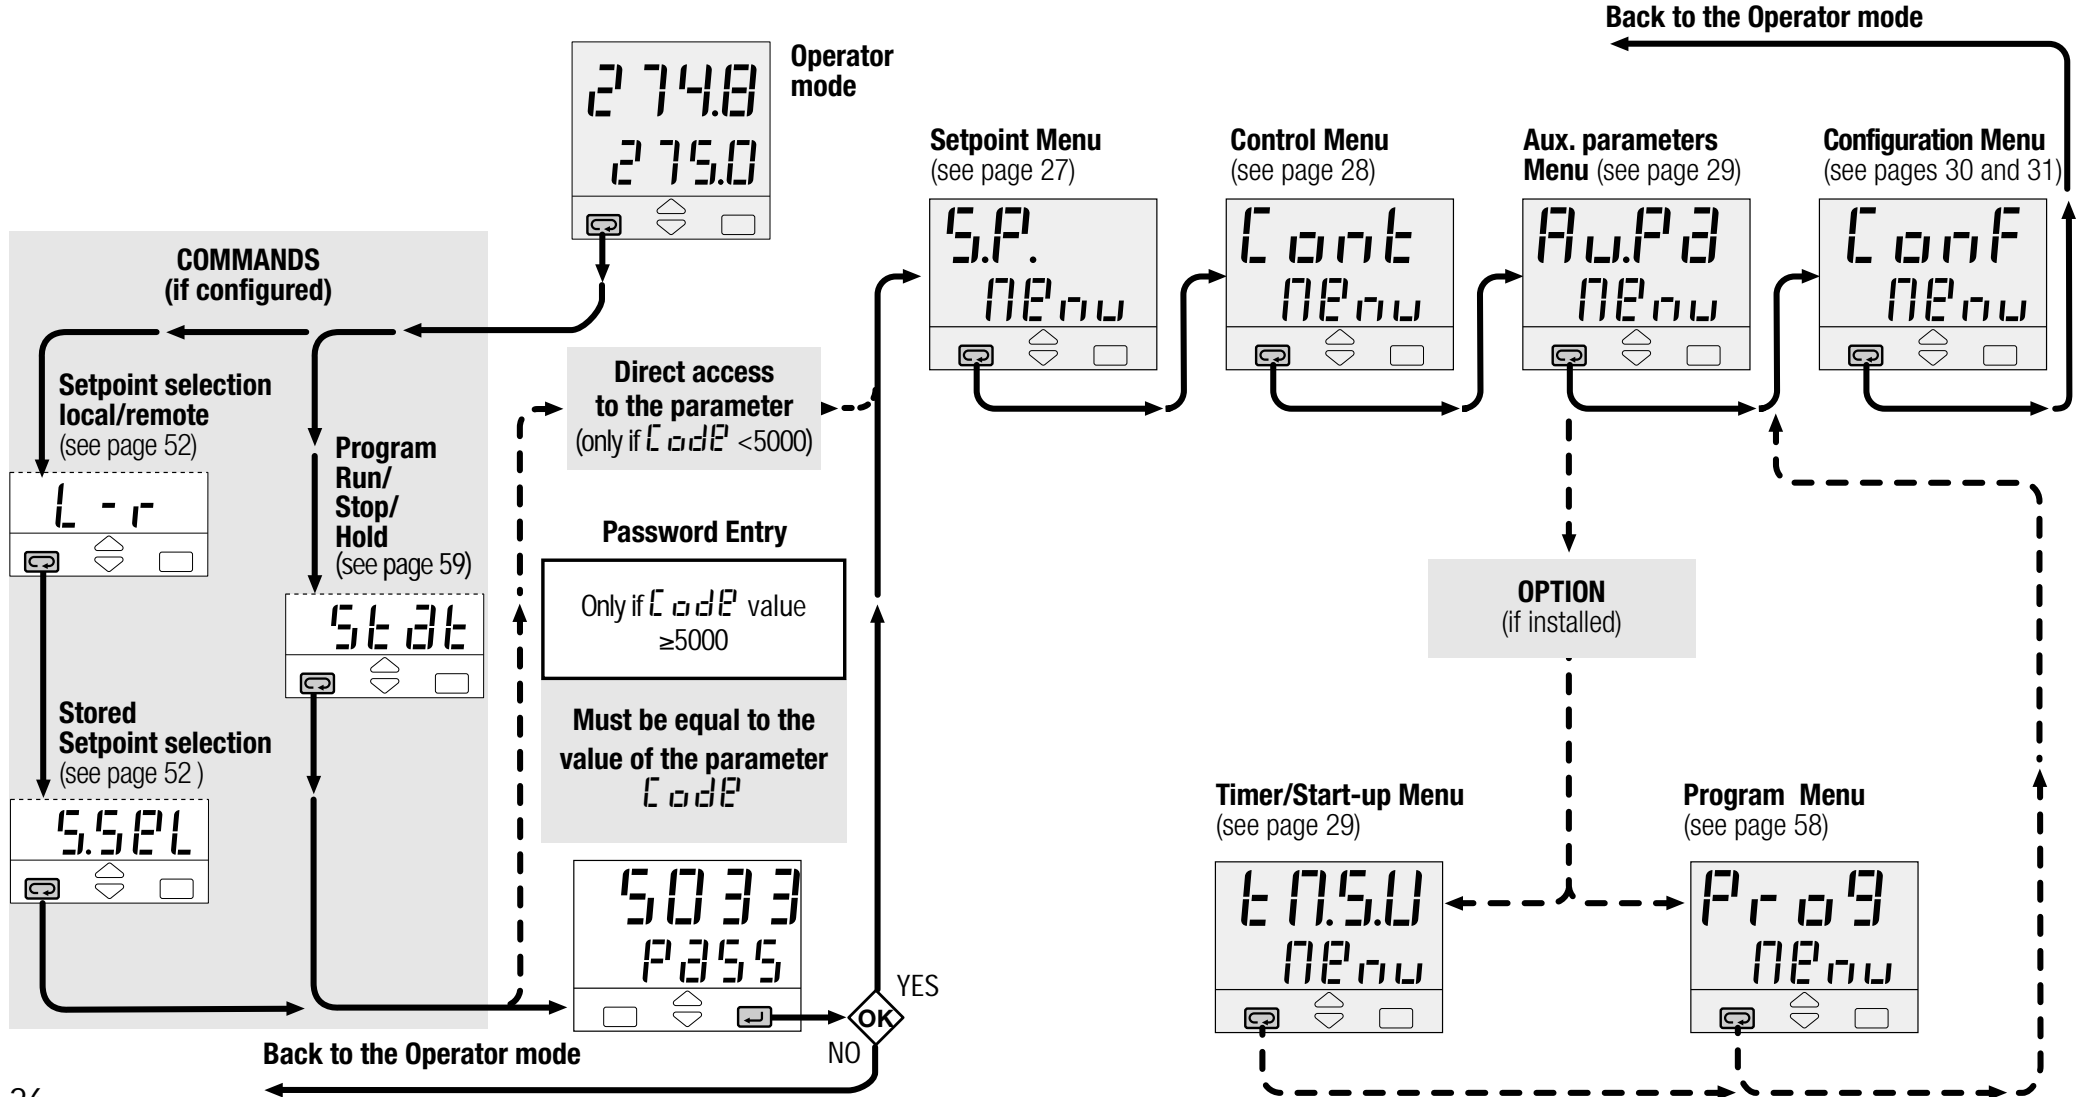 Back to the Operator mode
274.8
275.0
Operator
mode
Setpoint Menu
(see page 27)
S.P.
MEnu
Control Menu
(see page 28)
Cont
MEnu
Aux. parameters
Menu (see page 29)
Au.Pa
MEnu
Configuration Menu
(see pages 30 and 31)
ConF
MEnu
COMMANDS
(if configured)
Setpoint selection
local/remote
(see page 52)
L-r
Program
Run/
Stop/
Hold
(see page 59)
Stat
Stored
Setpoint selection
(see page 52 )
S.SEL
Direct access
to the parameter
(only if CodE <5000)
Password Entry
Only if CodE value
≥5000
Must be equal to the
value of the parameter
CodE
5033
PaSS
OK
YES
NO
Back to the Operator mode
OPTION
(if installed)
Timer/Start-up Menu
(see page 29)
tM.S.U
MEnu
Program Menu
(see page 58)
Prog
MEnu